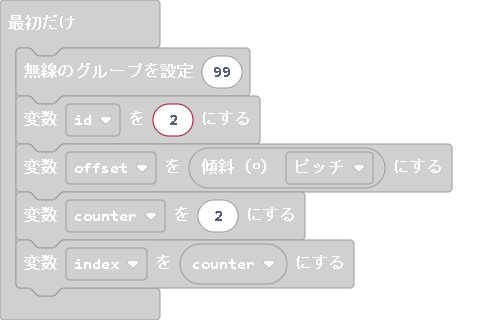 最初だけ
無線のグループを設定 99
変数 id を 2 にする
変数 offset を 傾斜 (º) ピッチ にする
変数 counter を 2 にする
変数 index を counter にする